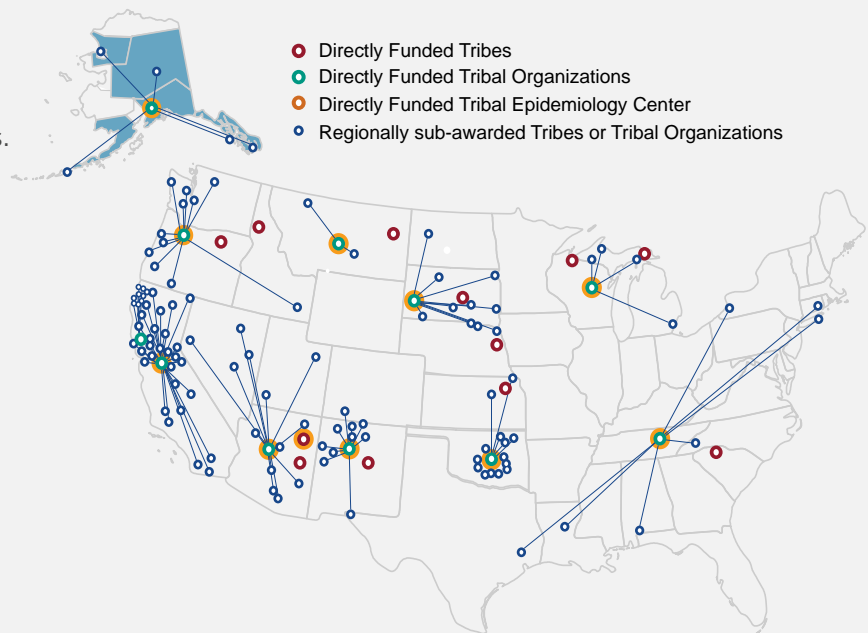 Directly Funded Tribes
Directly Funded Tribal Organizations
Directly Funded Tribal Epidemiology Center
s.
Regionally sub-awarded Tribes or Tribal Organizations